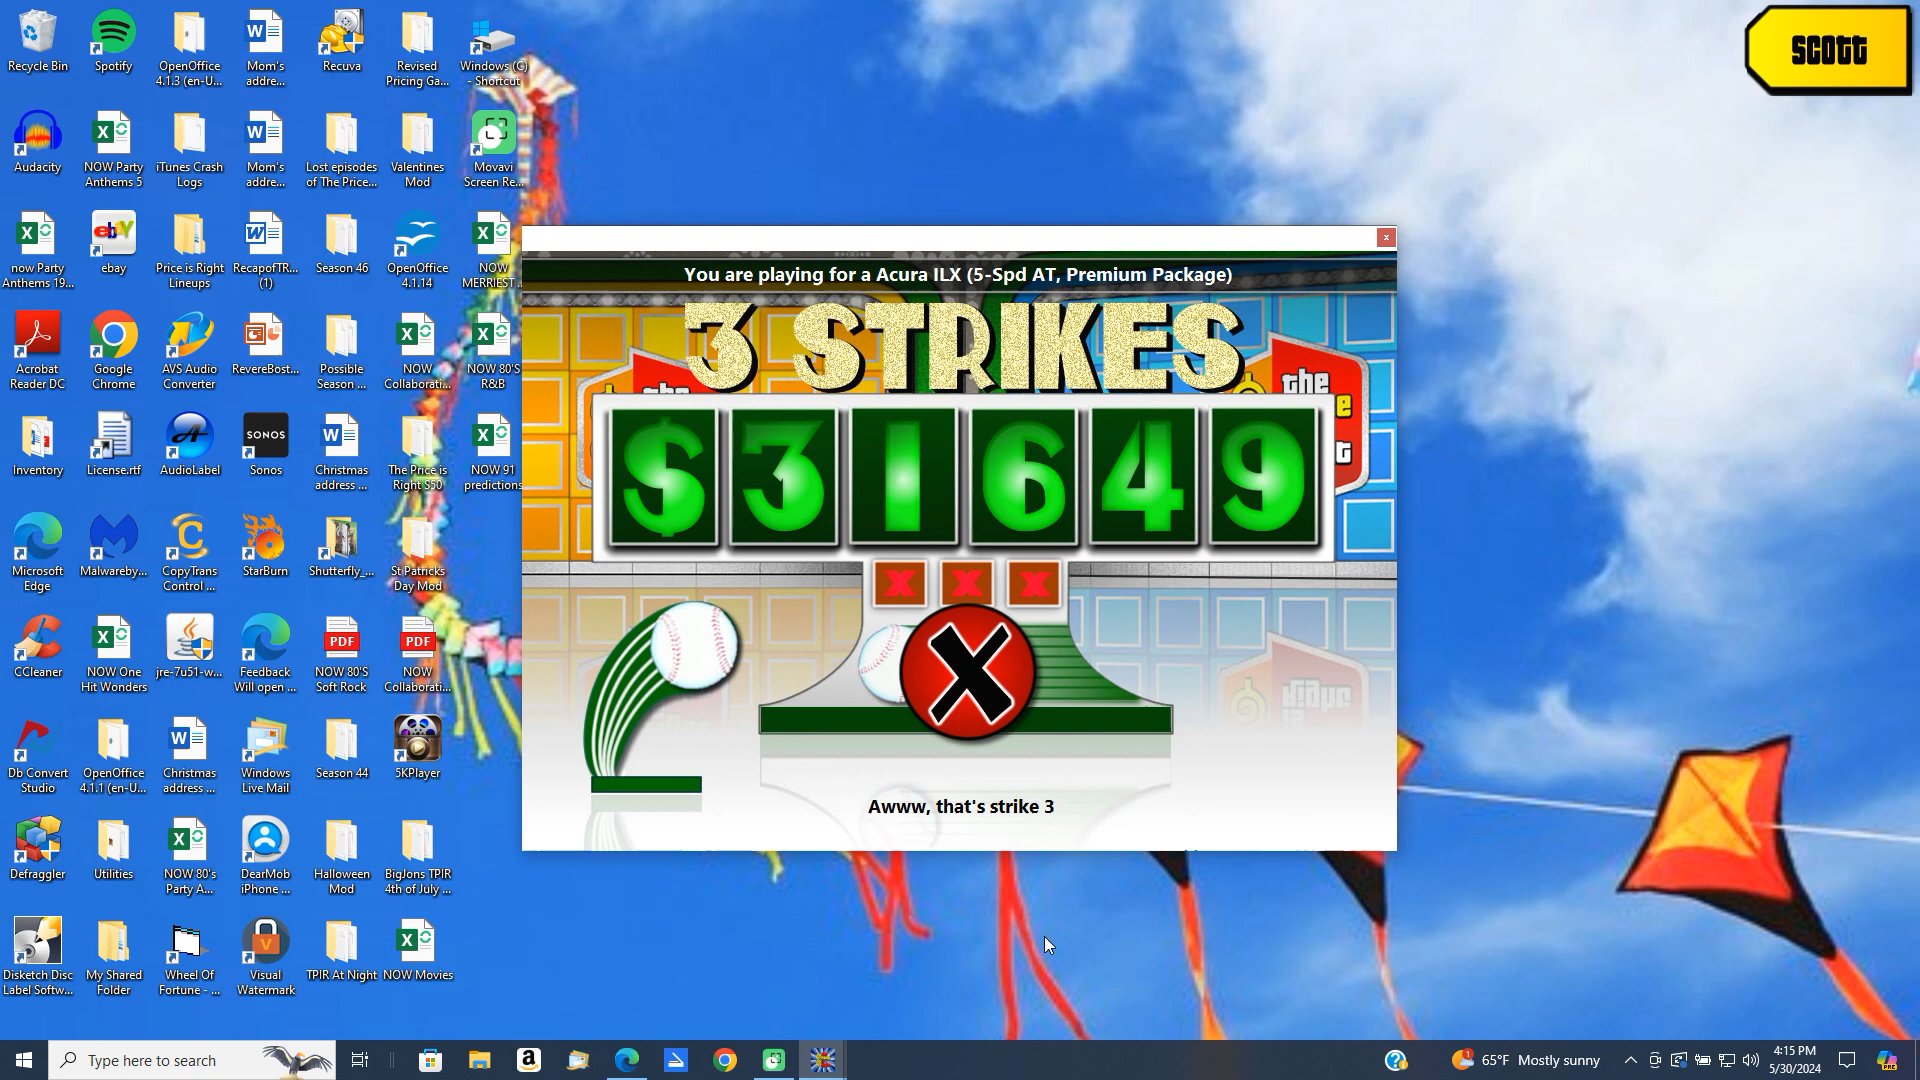 Recycle Bin
Spotify
OpenOffice
4.1.3 (en-U...
Mom's
addre...
Recuva
Revised
Pricing Ga...
Windows (C)
- Shortcut
SCOTT
Audacity
NOW Party
Anthems 5
iTunes Crash
Logs
Mom's
addre...
Lost episodes
of The Price...
Valentines
Mod
Movavi
Screen Re...
now Party
Anthems 19...
ebay
Price is Right
Lineups
RecapofTR...
(1)
Season 46
OpenOffice
4.1.14
NOW
MERRIEST ...
Acrobat
Reader DC
Google
Chrome
AVS Audio
Converter
RevereBost...
Possible
Season ...
NOW
Collaborati...
NOW 80'S
R&B
Inventory
License.rtf
AudioLabel
SONOS
Sonos
Christmas
address ...
The Price is
Right S50
NOW 91
predictions
Microsoft
Edge
Malwareby...
CopyTrans
Control ...
StarBurn
Shutterfly_...
St Patricks
Day Mod
CCleaner
NOW One
Hit Wonders
jre-7u51-w...
Feedback
Will open ...
PDF
NOW 80'S
Soft Rock
PDF
NOW
Collaborati...
Db Convert
Studio
OpenOffice
4.1.1 (en-U...
Christmas
address ...
Windows
Live Mail
Season 44
5KPlayer
Defraggler
Utilities
NOW 80's
Party A...
DearMob
iPhone ...
Halloween
Mod
BigJons TPIR
4th of July ...
Disketch Disc
Label Softw...
My Shared
Folder
Wheel Of
Fortune - ...
Visual
Watermark
TPIR At Night
NOW Movies
You are playing for a Acura ILX (5-Spd AT, Premium Package)
3 STRIKES
the
$ 3 1 6 4 9
X X X
X
Awww, that's strike 3
Type here to search
65°F Mostly sunny
4:15 PM
5/30/2024